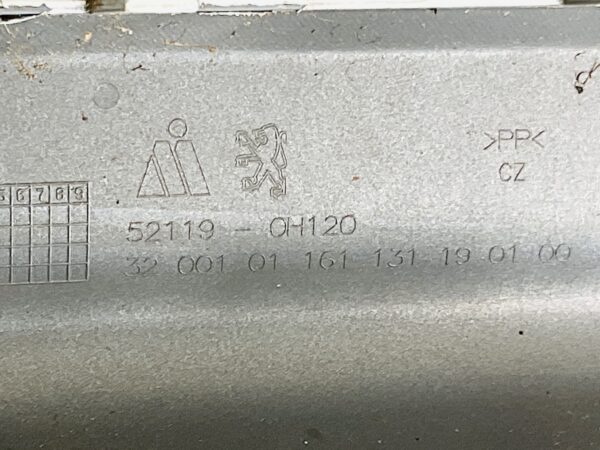 >PP<
CZ
5 6 7 8 9
52119 - 0H120
32 001 01 161 131 19 01 00